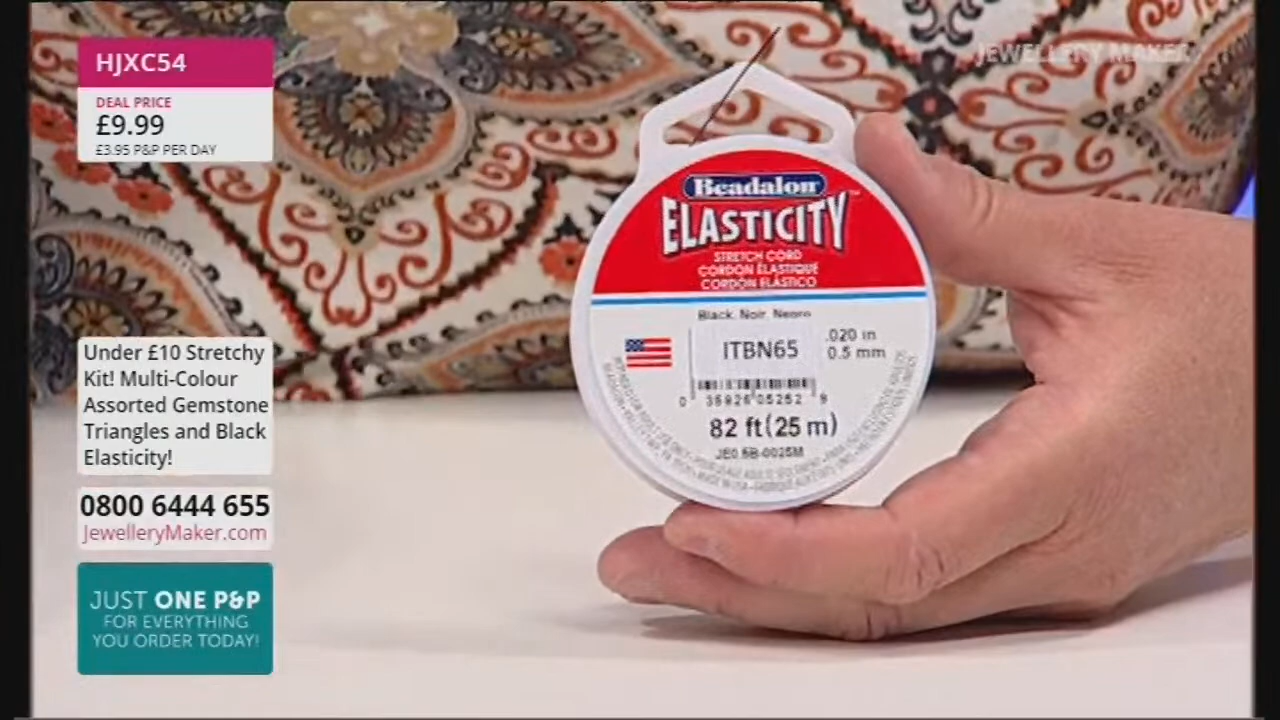 HJXC54
DEAL PRICE
£9.99
£3.95 P&P PER DAY
Under £10 Stretchy
Kit! Multi-Colour
Assorted Gemstone
Triangles and Black
Elasticity!
0800 6444 655
JewelleryMaker.com
JUST ONE P&P
FOR EVERYTHING
YOU ORDER TODAY!
JEWELLERY MAKER
Beadalon
ELASTICITY™
STRETCH CORD
CORDON ÉLASTIQUE
CORDÓN ELÁSTICO
Black. Noir. Negro
ITBN65
.020 in
0.5 mm
0 35926 05252 9
82 ft (25 m)
JE0.5B-0025M